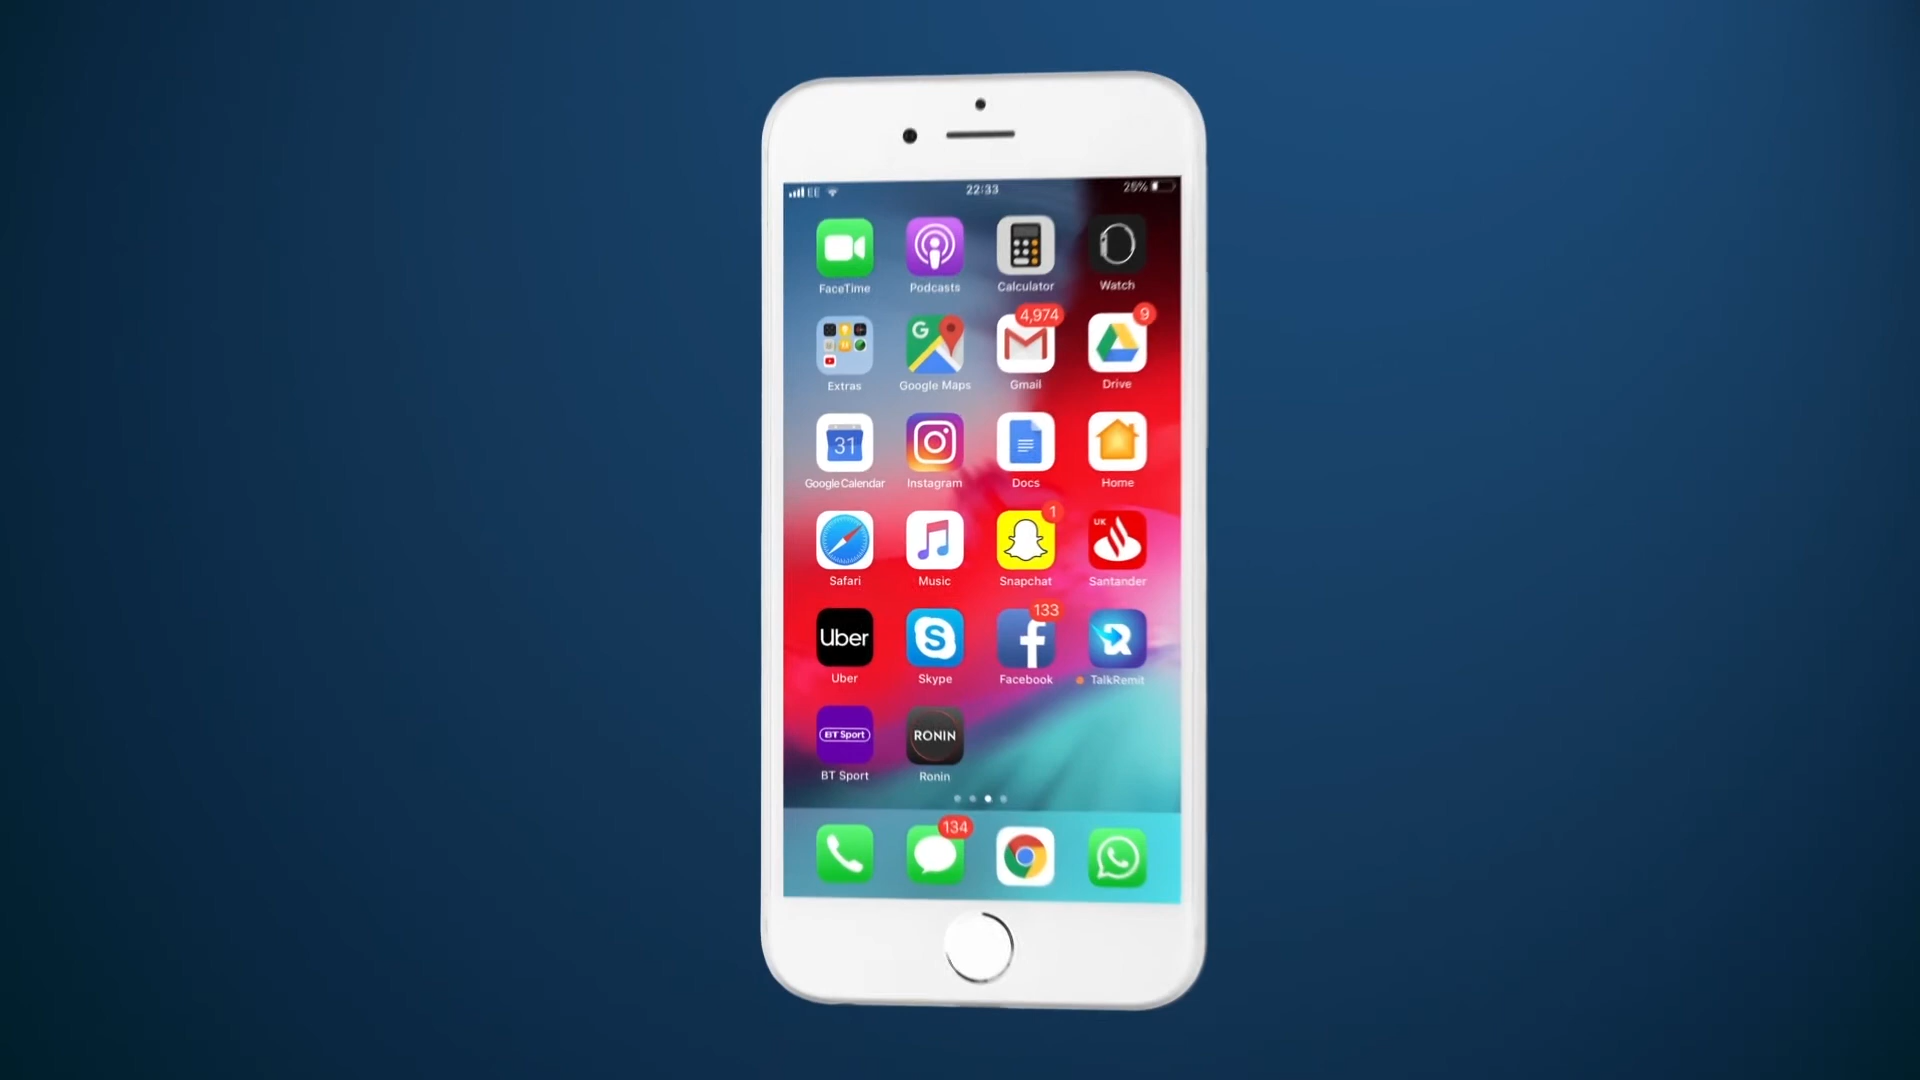 EE 22:33 25%
FaceTime Podcasts Calculator Watch
4,974 9
G
Extras Google Maps Gmail Drive
31
Google Calendar Instagram Docs Home
1
UK
Safari Music Snapchat Santander
133
Uber
Uber Skype Facebook TalkRemit
BT Sport RONIN
BT Sport Ronin
134